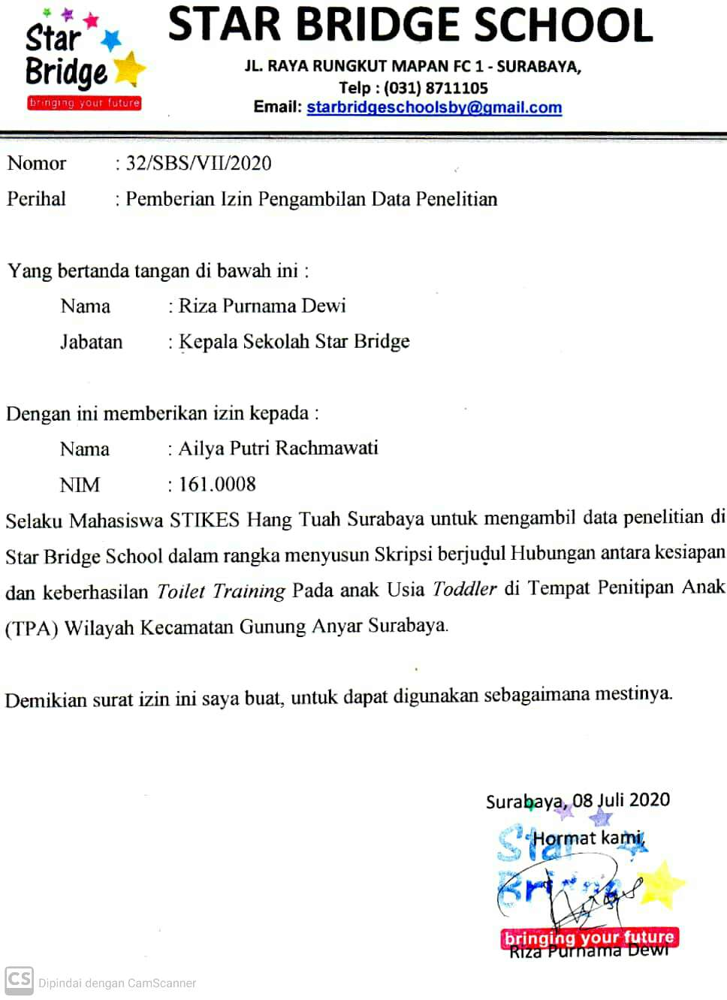 Star
Bridge
bringing your future
STAR BRIDGE SCHOOL
JL. RAYA RUNGKUT MAPAN FC 1 - SURABAYA,
Telp : (031) 8711105
Email: starbridgeschoolsby@gmail.com
Nomor : 32/SBS/VII/2020
Perihal : Pemberian Izin Pengambilan Data Penelitian
Yang bertanda tangan di bawah ini :
Nama : Riza Purnama Dewi
Jabatan : Kepala Sekolah Star Bridge
Dengan ini memberikan izin kepada :
Nama : Ailya Putri Rachmawati
NIM : 161.0008
Selaku Mahasiswa STIKES Hang Tuah Surabaya untuk mengambil data penelitian di
Star Bridge School dalam rangka menyusun Skripsi berjudul Hubungan antara kesiapan
dan keberhasilan Toilet Training Pada anak Usia Toddler di Tempat Penitipan Anak
(TPA) Wilayah Kecamatan Gunung Anyar Surabaya.
Demikian surat izin ini saya buat, untuk dapat digunakan sebagaimana mestinya.
Surabaya, 08 Juli 2020
Hormat kami,
Star
Bridge
bringing your future
Riza Purnama Dewi
CS Dipindai dengan CamScanner